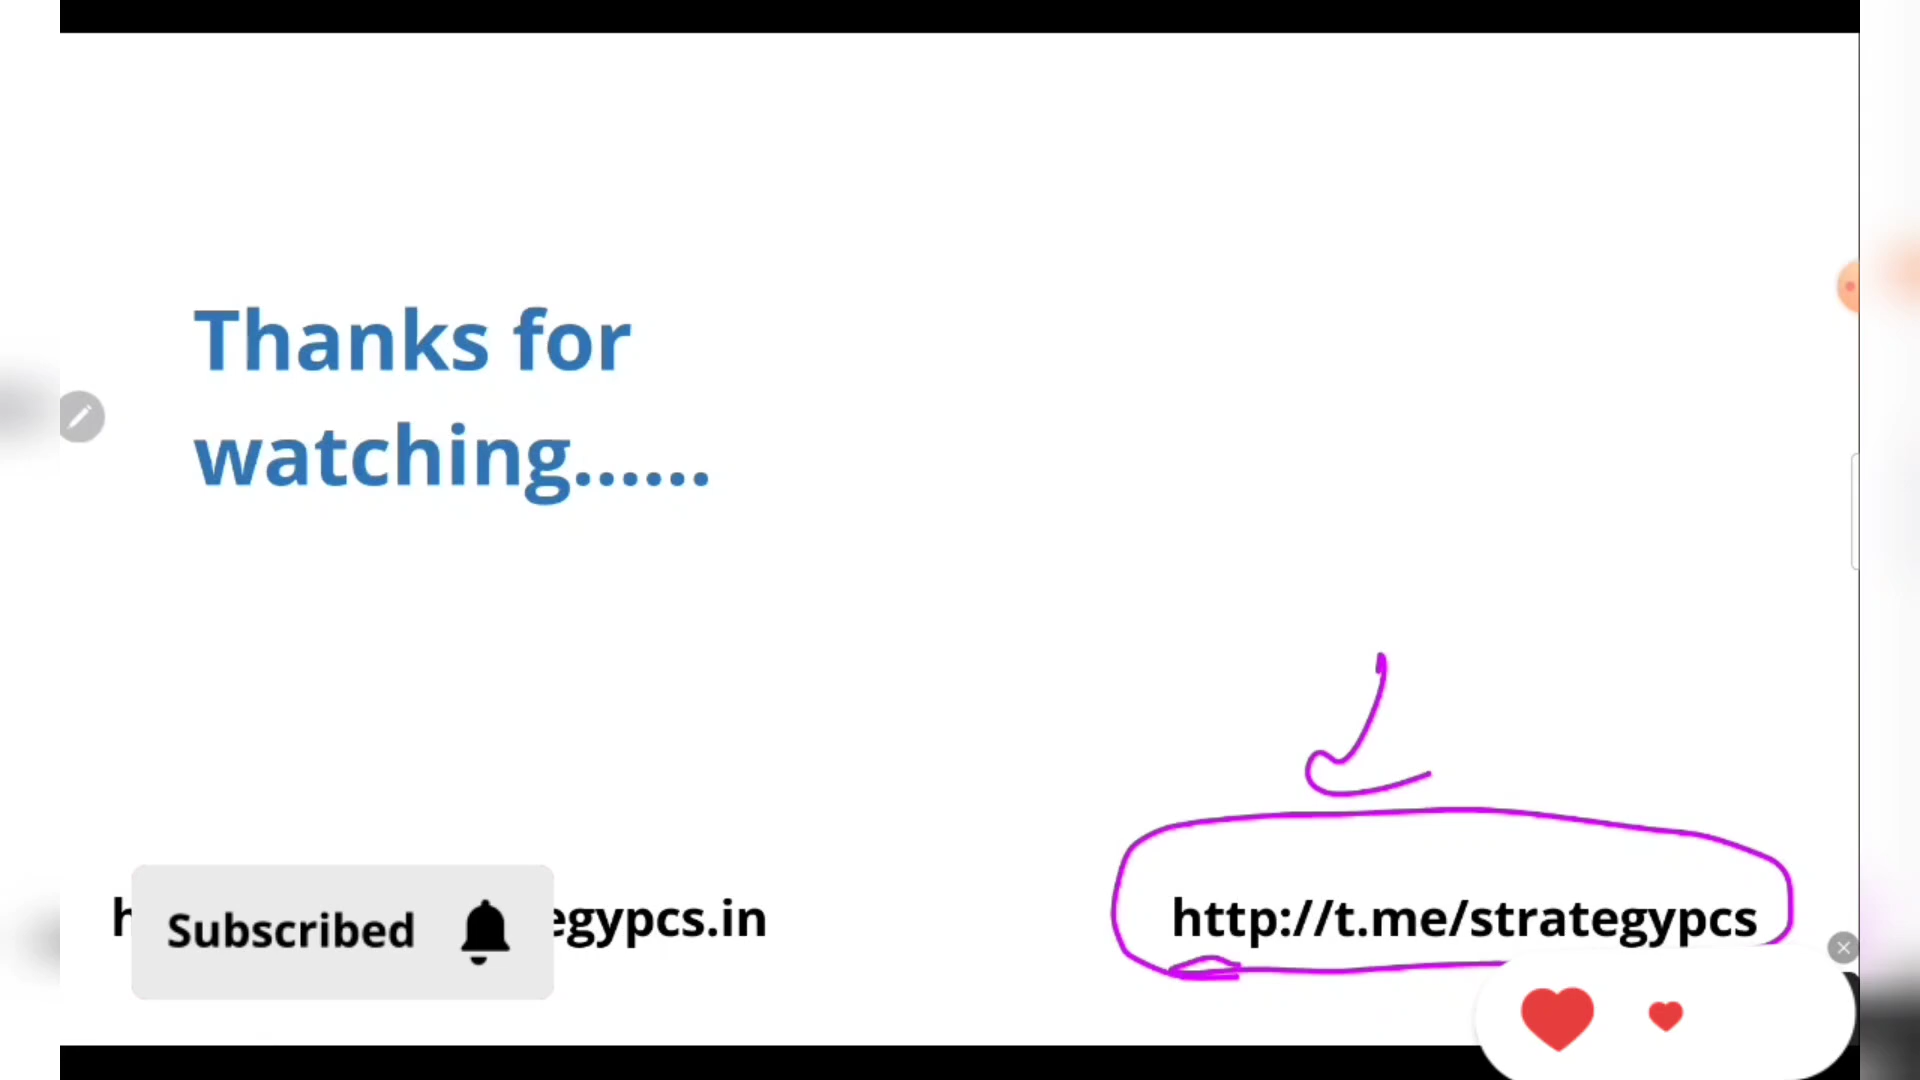 Thanks for
watching......
Subscribed
egypcs.in
http://t.me/strategypcs